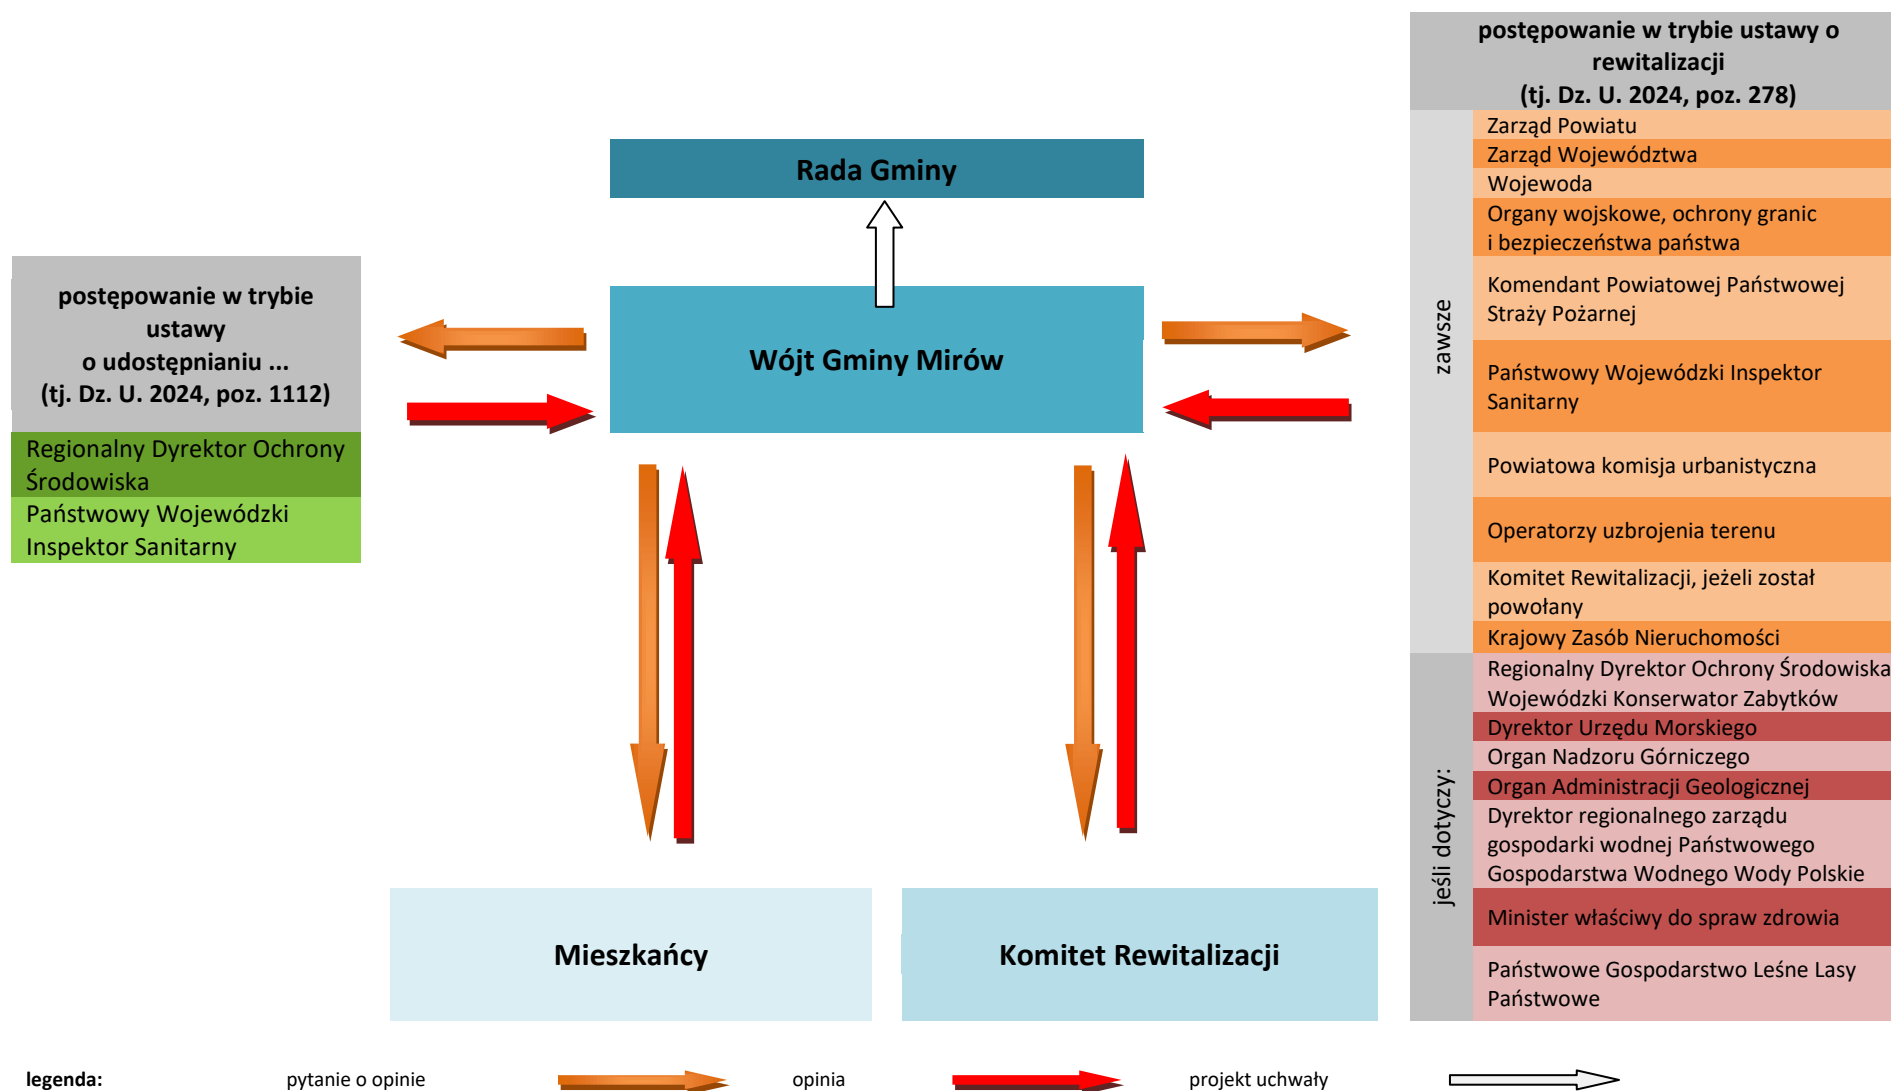 postępowanie w trybie ustawy o
rewitalizacji
(tj. Dz. U. 2024, poz. 278)
Rada Gminy
Wójt Gminy Mirów
postępowanie w trybie
ustawy
o udostępnianiu ...
(tj. Dz. U. 2024, poz. 1112)
Regionalny Dyrektor Ochrony
Środowiska
Państwowy Wojewódzki
Inspektor Sanitarny
zawsze
Zarząd Powiatu
Zarząd Województwa
Wojewoda
Organy wojskowe, ochrony granic
i bezpieczeństwa państwa
Komendant Powiatowej Państwowej
Straży Pożarnej
Państwowy Wojewódzki Inspektor
Sanitarny
Powiatowa komisja urbanistyczna
Operatorzy uzbrojenia terenu
Komitet Rewitalizacji, jeżeli został
powołany
Krajowy Zasób Nieruchomości
jeśli dotyczy:
Regionalny Dyrektor Ochrony Środowiska
Wojewódzki Konserwator Zabytków
Dyrektor Urzędu Morskiego
Organ Nadzoru Górniczego
Organ Administracji Geologicznej
Dyrektor regionalnego zarządu
gospodarki wodnej Państwowego
Gospodarstwa Wodnego Wody Polskie
Minister właściwy do spraw zdrowia
Państwowe Gospodarstwo Leśne Lasy
Państwowe
Mieszkańcy
Komitet Rewitalizacji
legenda:
pytanie o opinie
opinia
projekt uchwały